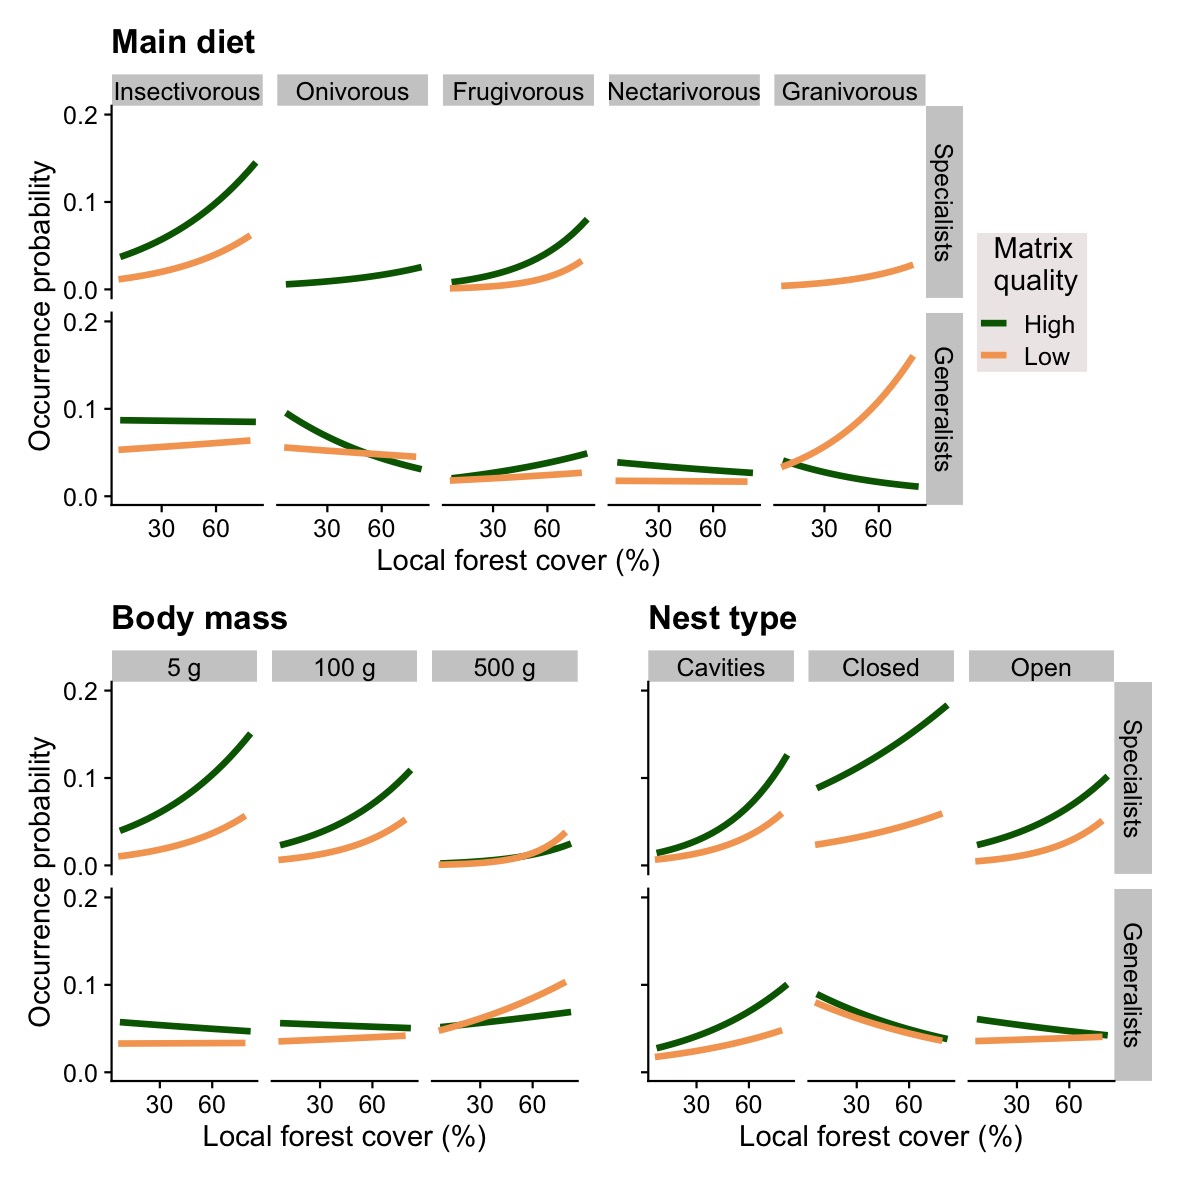 Main diet
Insectivorous Onivorous Frugivorous Nectarivorous Granivorous
0.2
0.1
0.0
Specialists
0.2
0.1
0.0
Generalists
Occurrence probability
30 60 30 60 30 60 30 60 30 60
Local forest cover (%)
Matrix
quality
High
Low
Body mass
5 g 100 g 500 g
0.2
0.1
0.0
0.2
0.1
0.0
Occurrence probability
30 60 30 60 30 60
Local forest cover (%)
Nest type
Cavities Closed Open
Specialists
Generalists
30 60 30 60 30 60
Local forest cover (%)